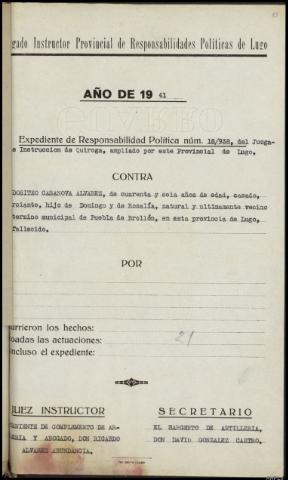 gado Instructor Provincial de Responsabilidades Políticas de Lugo
AÑO DE 19 41
Expediente de Responsabilidad Política núm. 18/938, del Juzga-
e Instruccion de Quiroga, ampliado por este Provincial de Lugo,
CONTRA
DOSITEO CASANOVA ALVAREZ, de cuarenta y seis años de edad, casado,
rciante, hijo de Domingo y de Rosalía, natural y ultimamente vecino
termino municipal de Puebla de Brollón, en esta provincia de Lugo,
fallecido.
POR
urrieron los hechos:
oadas las actuaciones: 21
ncluso el expediente:
JUEZ INSTRUCTOR
ENIENTE DE COMPLEMENTO DE AR-
LERIA Y ABOGADO, DON RICARDO
ALVAREZ ABUNDANCIA.
SECRETARIO
EL SARGENTO DE ARTILLERIA,
DON DAVID GONZALEZ CASTRO.